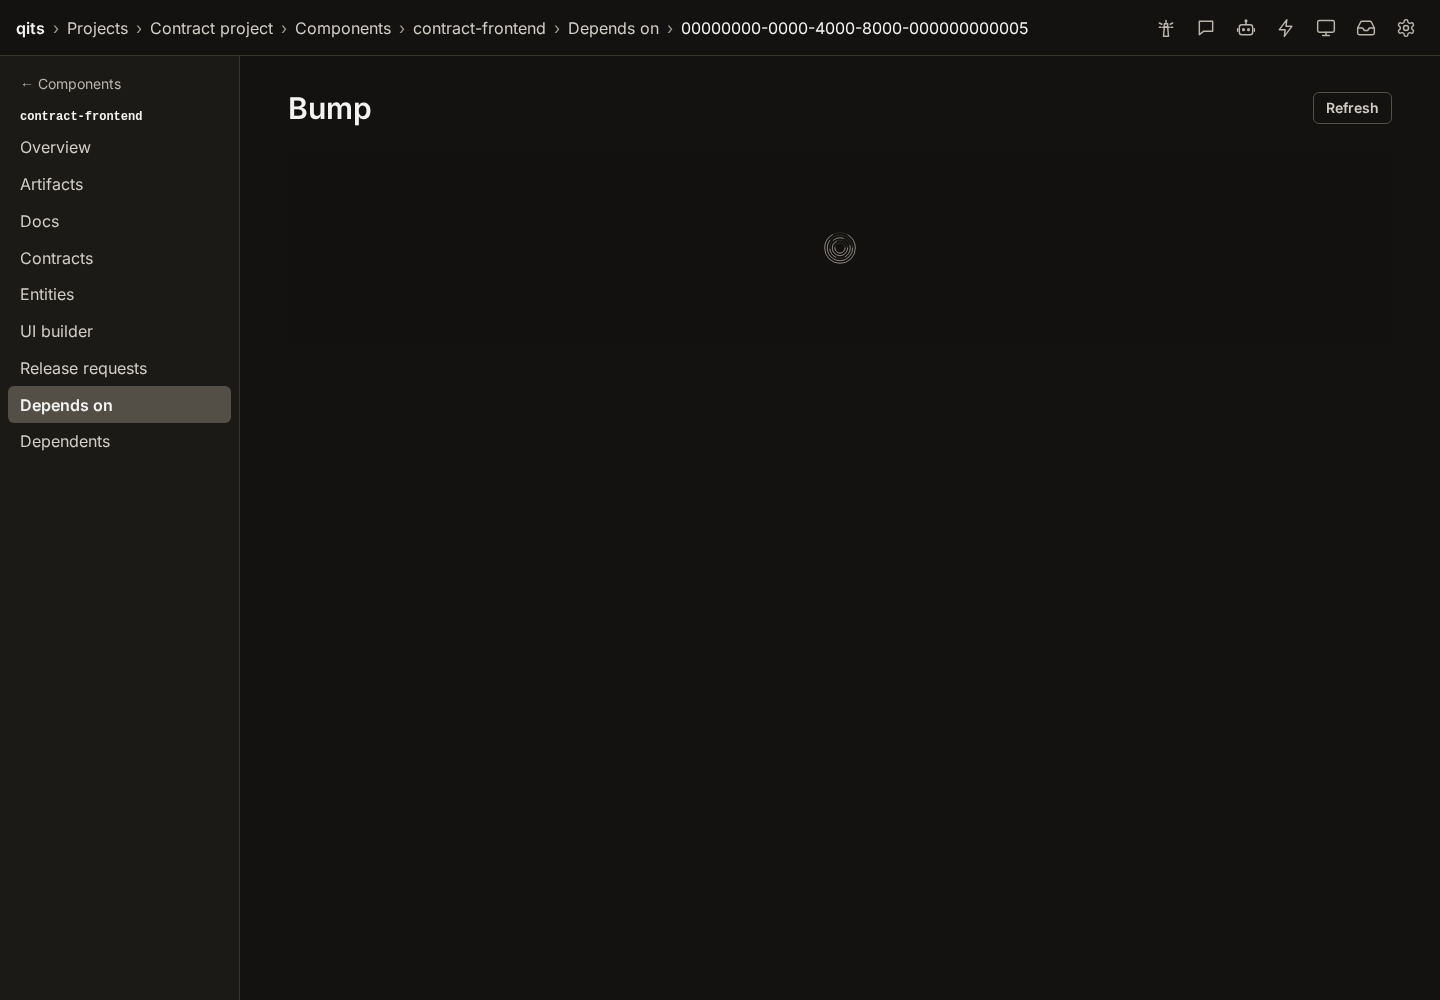 qits › Projects › Contract project › Components › contract-frontend › Depends on › 00000000-0000-4000-8000-000000000005
← Components
contract-frontend
Overview
Artifacts
Docs
Contracts
Entities
UI builder
Release requests
Depends on
Dependents
Bump
Refresh